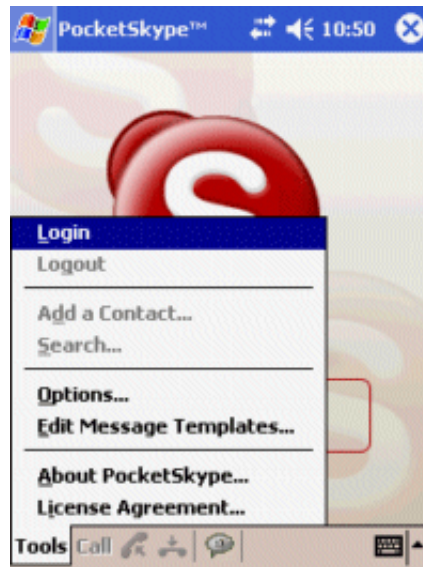 PocketSkype™ 10:50
S
Login
Logout
Add a Contact...
Search...
Options...
Edit Message Templates...
About PocketSkype...
License Agreement...
Tools Call